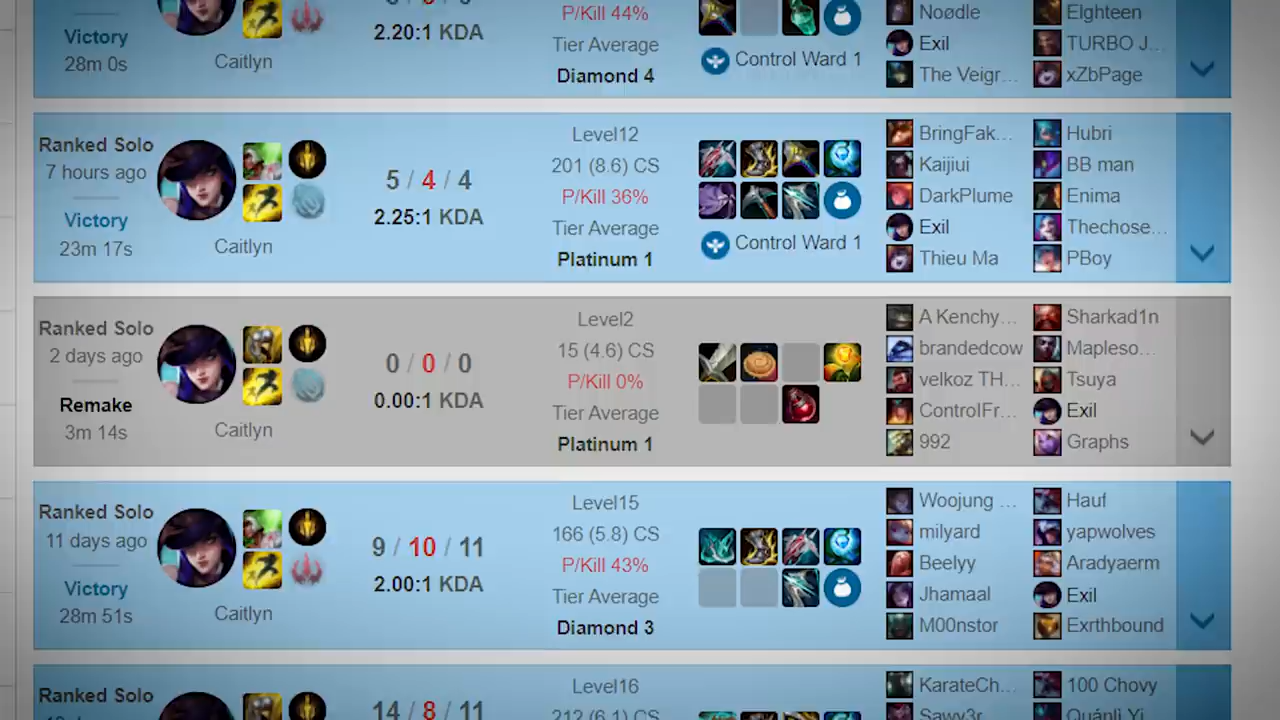 Victory
28m 0s
Caitlyn
2.20:1 KDA
P/Kill 44%
Tier Average
Diamond 4
Control Ward 1
Noødle
Exil
The Veigr...
Elghteen
TURBO J...
xZbPage
Ranked Solo
7 hours ago
Victory
23m 17s
Caitlyn
5 / 4 / 4
2.25:1 KDA
Level12
201 (8.6) CS
P/Kill 36%
Tier Average
Platinum 1
Control Ward 1
BringFak...
Kaijiui
DarkPlume
Exil
Thieu Ma
Hubri
BB man
Enima
Thechose...
PBoy
Ranked Solo
2 days ago
Remake
3m 14s
Caitlyn
0 / 0 / 0
0.00:1 KDA
Level2
15 (4.6) CS
P/Kill 0%
Tier Average
Platinum 1
A Kenchy...
brandedcow
velkoz TH...
ControlFr...
992
Sharkad1n
Mapleso...
Tsuya
Exil
Graphs
Ranked Solo
11 days ago
Victory
28m 51s
Caitlyn
9 / 10 / 11
2.00:1 KDA
Level15
166 (5.8) CS
P/Kill 43%
Tier Average
Diamond 3
Woojung ...
milyard
Beelyy
Jhamaal
M00nstor
Hauf
yapwolves
Aradyaerm
Exil
Exrthbound
Ranked Solo
14 / 8 / 11
Level16
212 (6.1) CS
KarateCh...
Sawy3r
100 Chovy
Quánli Yi